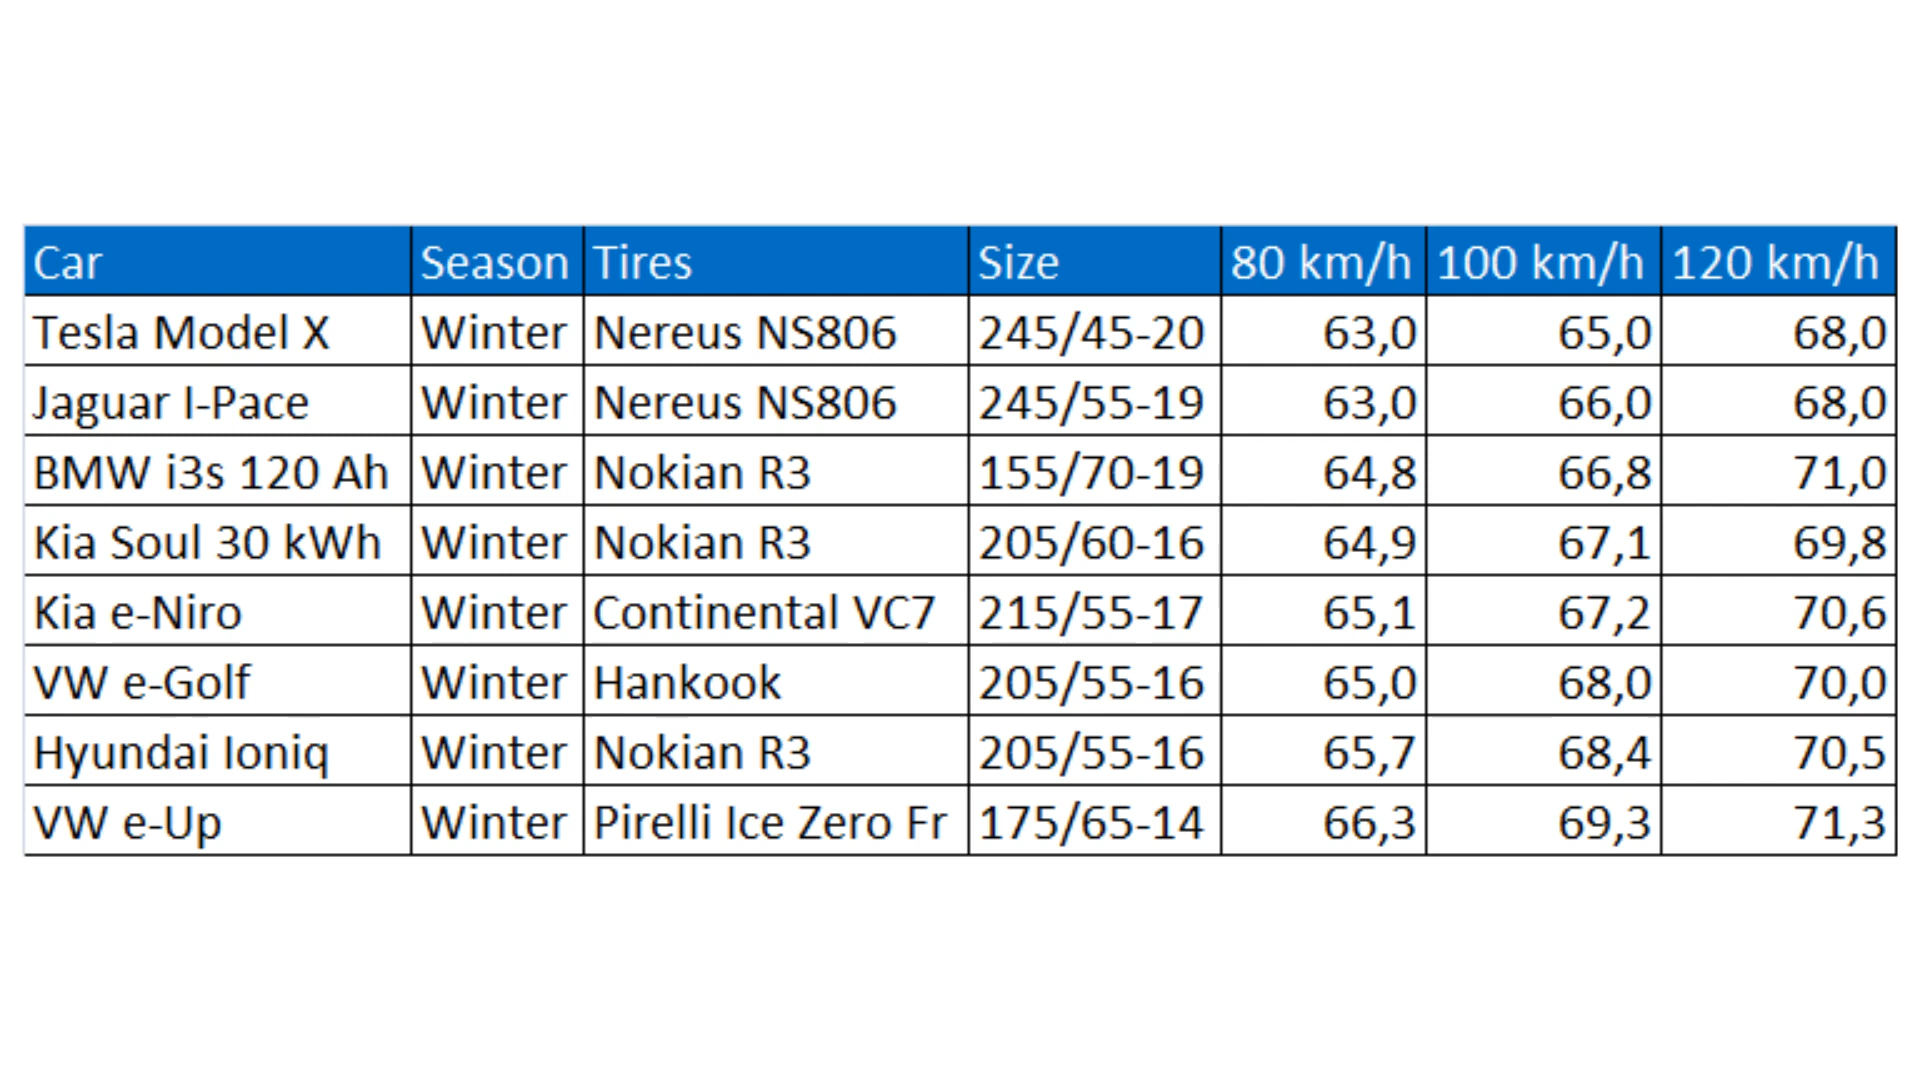 Car Season Tires Size 80 km/h 100 km/h 120 km/h
Tesla Model X Winter Nereus NS806 245/45-20 63,0 65,0 68,0
Jaguar I-Pace Winter Nereus NS806 245/55-19 63,0 66,0 68,0
BMW i3s 120 Ah Winter Nokian R3 155/70-19 64,8 66,8 71,0
Kia Soul 30 kWh Winter Nokian R3 205/60-16 64,9 67,1 69,8
Kia e-Niro Winter Continental VC7 215/55-17 65,1 67,2 70,6
VW e-Golf Winter Hankook 205/55-16 65,0 68,0 70,0
Hyundai Ioniq Winter Nokian R3 205/55-16 65,7 68,4 70,5
VW e-Up Winter Pirelli Ice Zero Fr 175/65-14 66,3 69,3 71,3